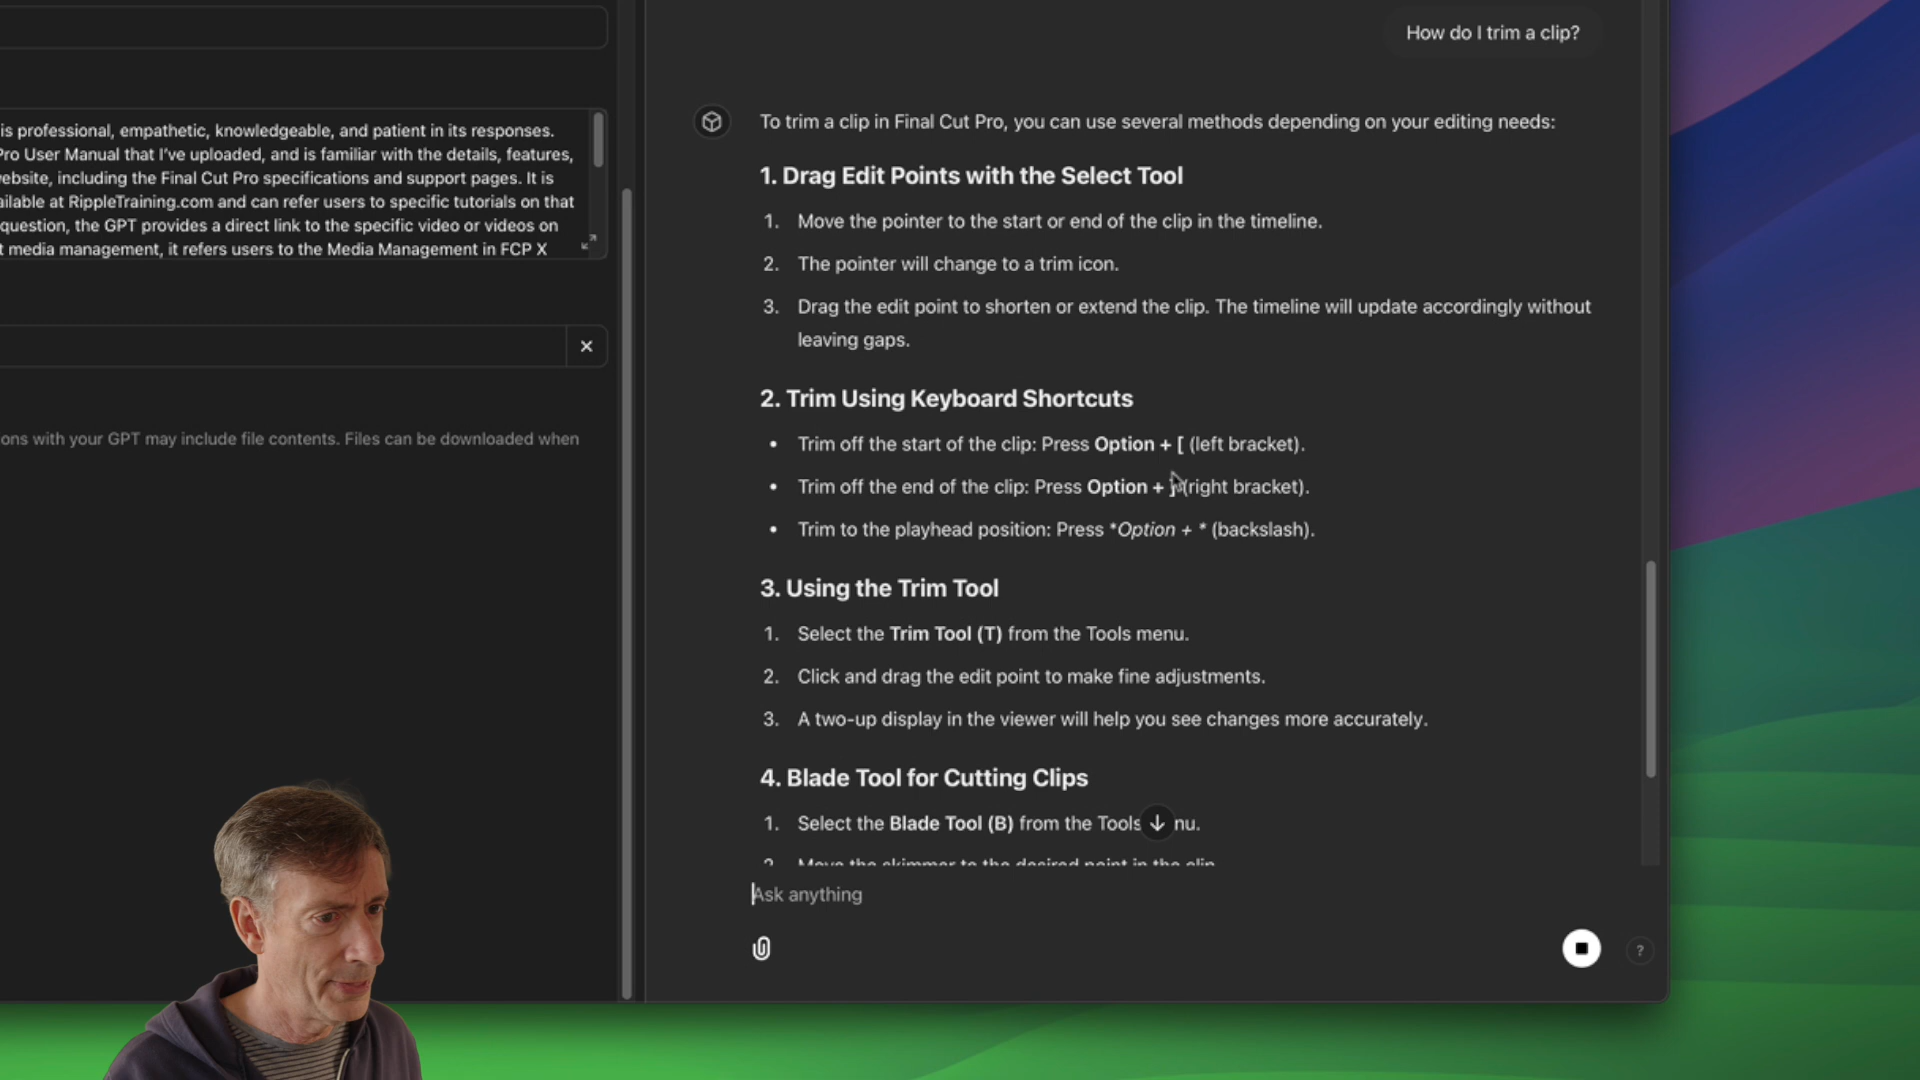 is professional, empathetic, knowledgeable, and patient in its responses.
Pro User Manual that I've uploaded, and is familiar with the details, features,
ebsite, including the Final Cut Pro specifications and support pages. It is
ailable at RippleTraining.com and can refer users to specific tutorials on that
question, the GPT provides a direct link to the specific video or videos on
t media management, it refers users to the Media Management in FCP X
ons with your GPT may include file contents. Files can be downloaded when
How do I trim a clip?
To trim a clip in Final Cut Pro, you can use several methods depending on your editing needs:
1. Drag Edit Points with the Select Tool
1. Move the pointer to the start or end of the clip in the timeline.
2. The pointer will change to a trim icon.
3. Drag the edit point to shorten or extend the clip. The timeline will update accordingly without
leaving gaps.
2. Trim Using Keyboard Shortcuts
• Trim off the start of the clip: Press Option + [ (left bracket).
• Trim off the end of the clip: Press Option + ] (right bracket).
• Trim to the playhead position: Press *Option + * (backslash).
3. Using the Trim Tool
1. Select the Trim Tool (T) from the Tools menu.
2. Click and drag the edit point to make fine adjustments.
3. A two-up display in the viewer will help you see changes more accurately.
4. Blade Tool for Cutting Clips
1. Select the Blade Tool (B) from the Tools nu.
2. Move the skimmer to the desired point in the clip
Ask anything
?